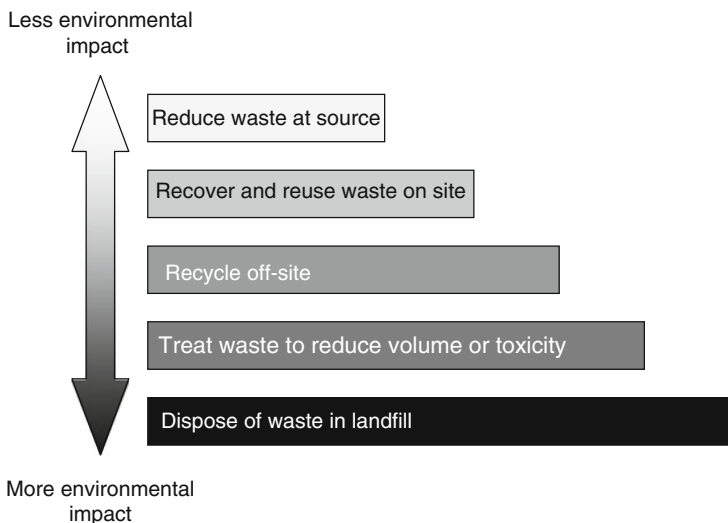 Less environmental
impact
Reduce waste at source
Recover and reuse waste on site
Recycle off-site
Treat waste to reduce volume or toxicity
Dispose of waste in landfill
More environmental
impact